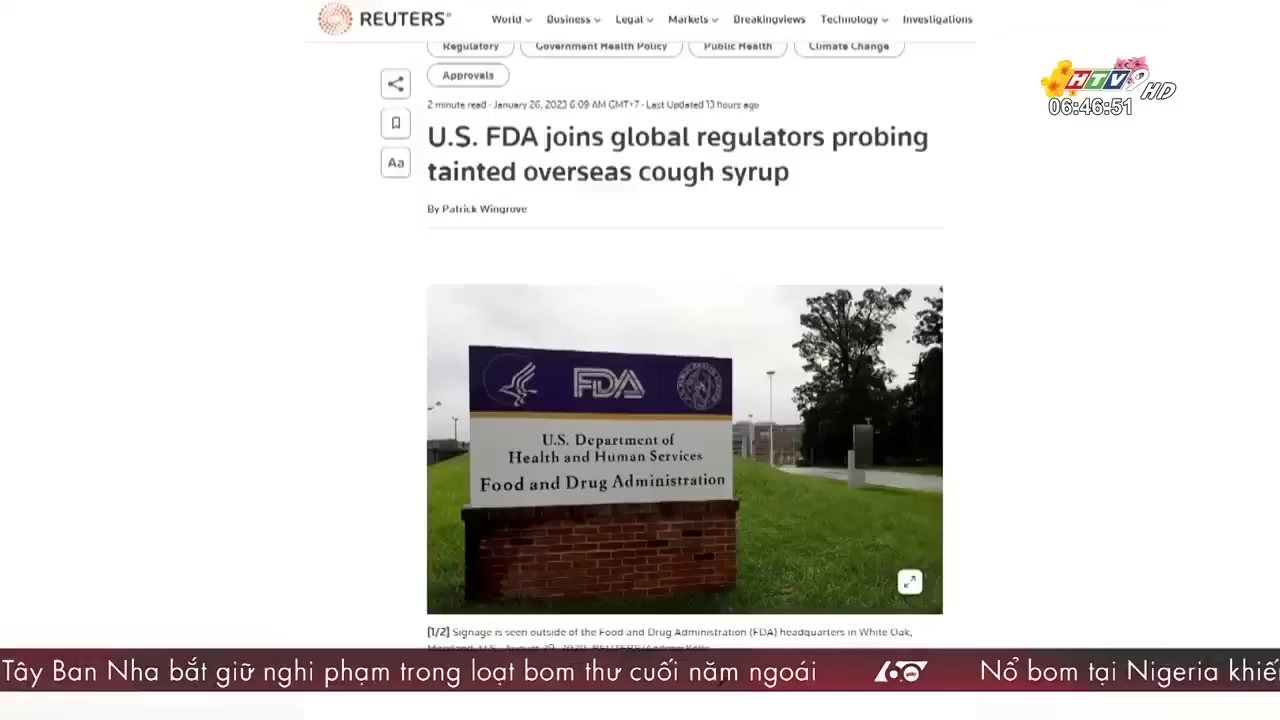 REUTERS®
World Business Legal Markets Breakingviews Technology Investigations
Regulatory Government Health Policy Public Health Climate Change
Approvals
HTV9 HD
06:46:51
2 minute read · January 26, 2023 6:09 AM GMT+7 · Last Updated 13 hours ago
Aa
U.S. FDA joins global regulators probing
tainted overseas cough syrup
By Patrick Wingrove
FDA
U.S. Department of
Health and Human Services
Food and Drug Administration
[1/2] Signage is seen outside of the Food and Drug Administration (FDA) headquarters in White Oak,
Tây Ban Nha bắt giữ nghi phạm trong loạt bom thư cuối năm ngoái
Nổ bom tại Nigeria khiế